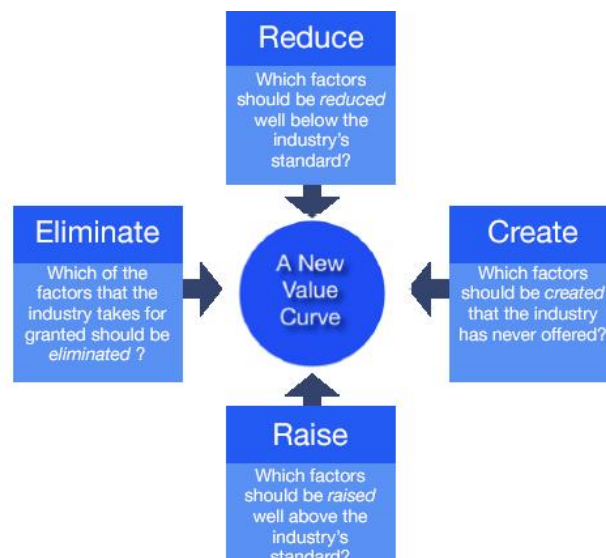 Reduce
Which factors
should be reduced
well below the
industry's
standard?
Eliminate
Which of the
factors that the
industry takes for
granted should be
eliminated ?
A New
Value
Curve
Create
Which factors
should be created
that the industry
has never offered?
Raise
Which factors
should be raised
well above the
industry's
standard?